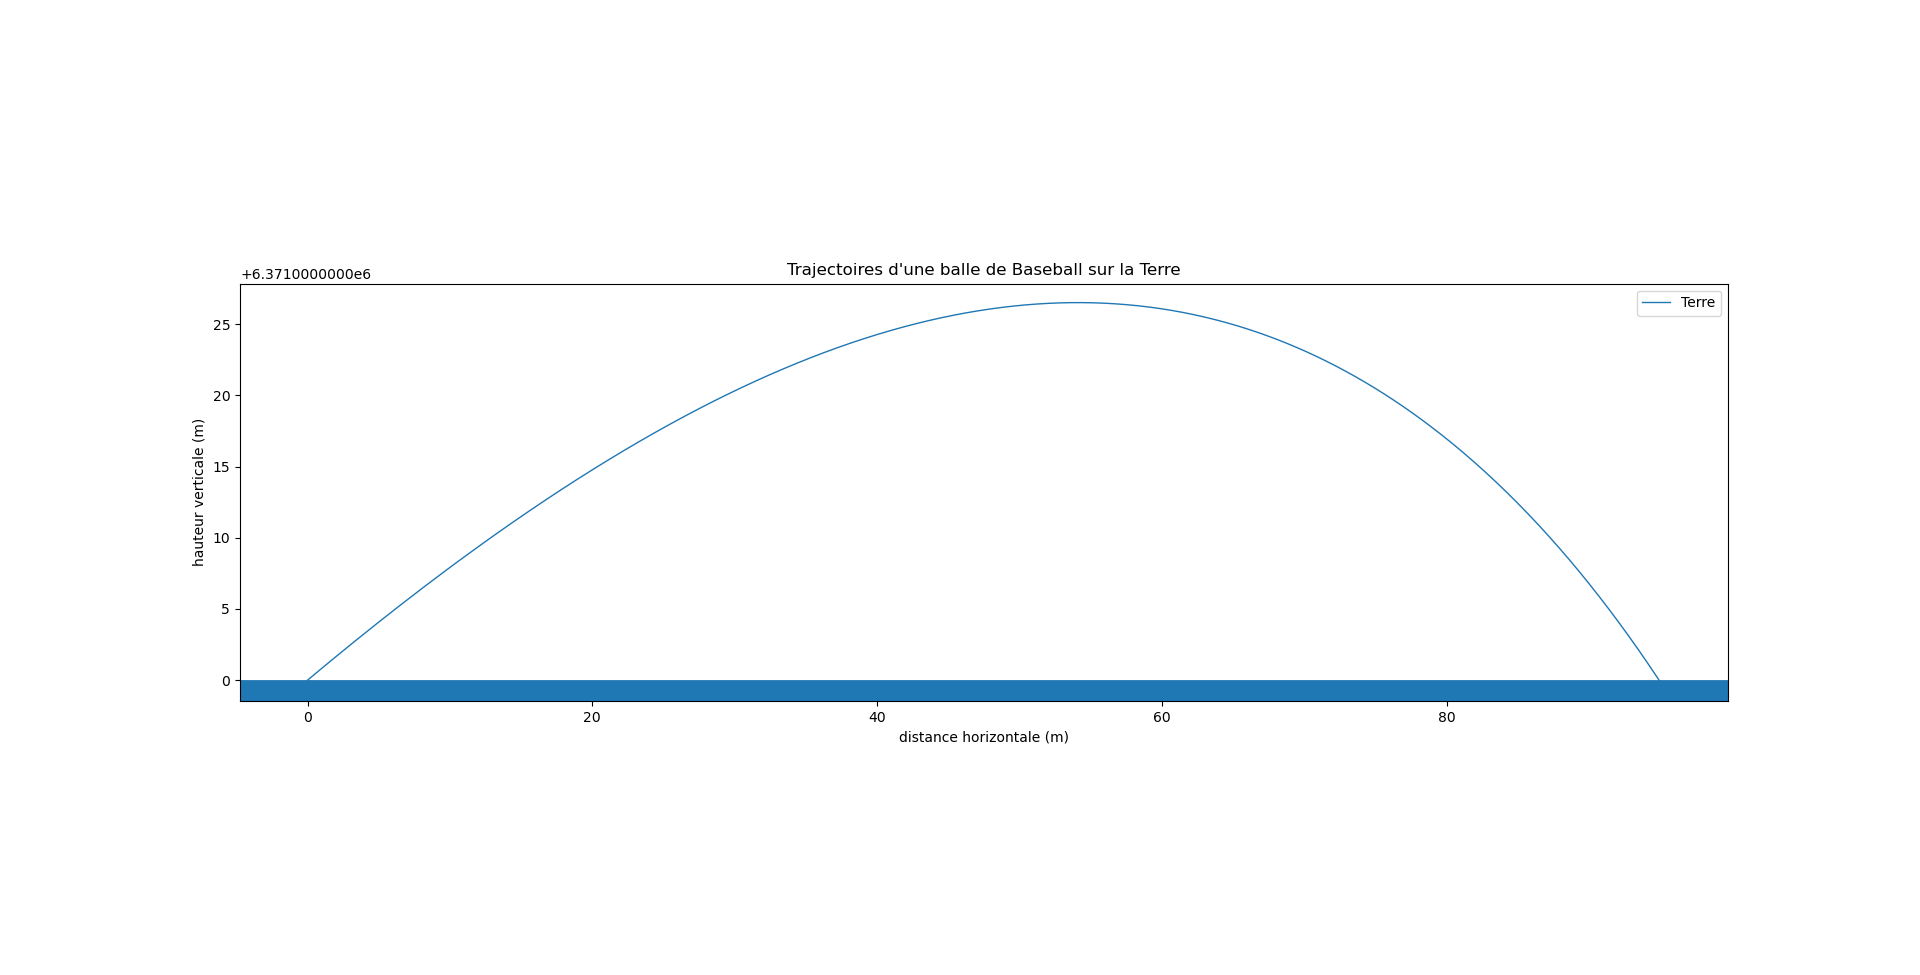 Trajectoires d'une balle de Baseball sur la Terre
+6.3710000000e6
Terre
25
20
15
10
5
0
hauteur verticale (m)
0 20 40 60 80
distance horizontale (m)